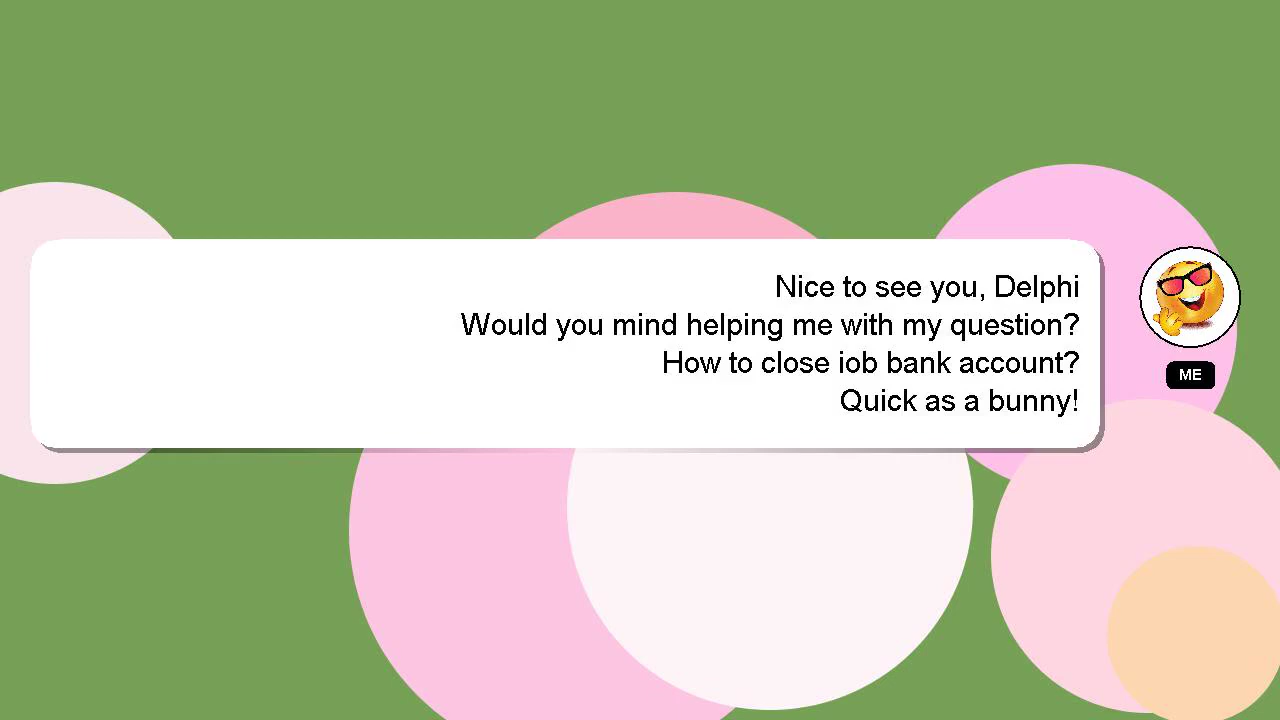 Nice to see you, Delphi
Would you mind helping me with my question?
How to close iob bank account?
Quick as a bunny!
ME